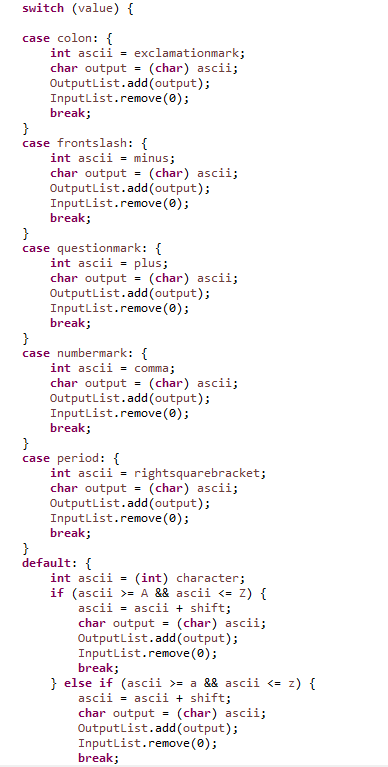 switch (value) {
case colon: {
int ascii = exclamationmark;
char output = (char) ascii;
OutputList.add(output);
InputList.remove(0);
break;
}
case frontslash: {
int ascii = minus;
char output = (char) ascii;
OutputList.add(output);
InputList.remove(0);
break;
}
case questionmark: {
int ascii = plus;
char output = (char) ascii;
OutputList.add(output);
InputList.remove(0);
break;
}
case numbermark: {
int ascii = comma;
char output = (char) ascii;
OutputList.add(output);
InputList.remove(0);
break;
}
case period: {
int ascii = rightsquarebracket;
char output = (char) ascii;
OutputList.add(output);
InputList.remove(0);
break;
}
default: {
int ascii = (int) character;
if (ascii >= A && ascii <= Z) {
ascii = ascii + shift;
char output = (char) ascii;
OutputList.add(output);
InputList.remove(0);
break;
} else if (ascii >= a && ascii <= z) {
ascii = ascii + shift;
char output = (char) ascii;
OutputList.add(output);
InputList.remove(0);
break;